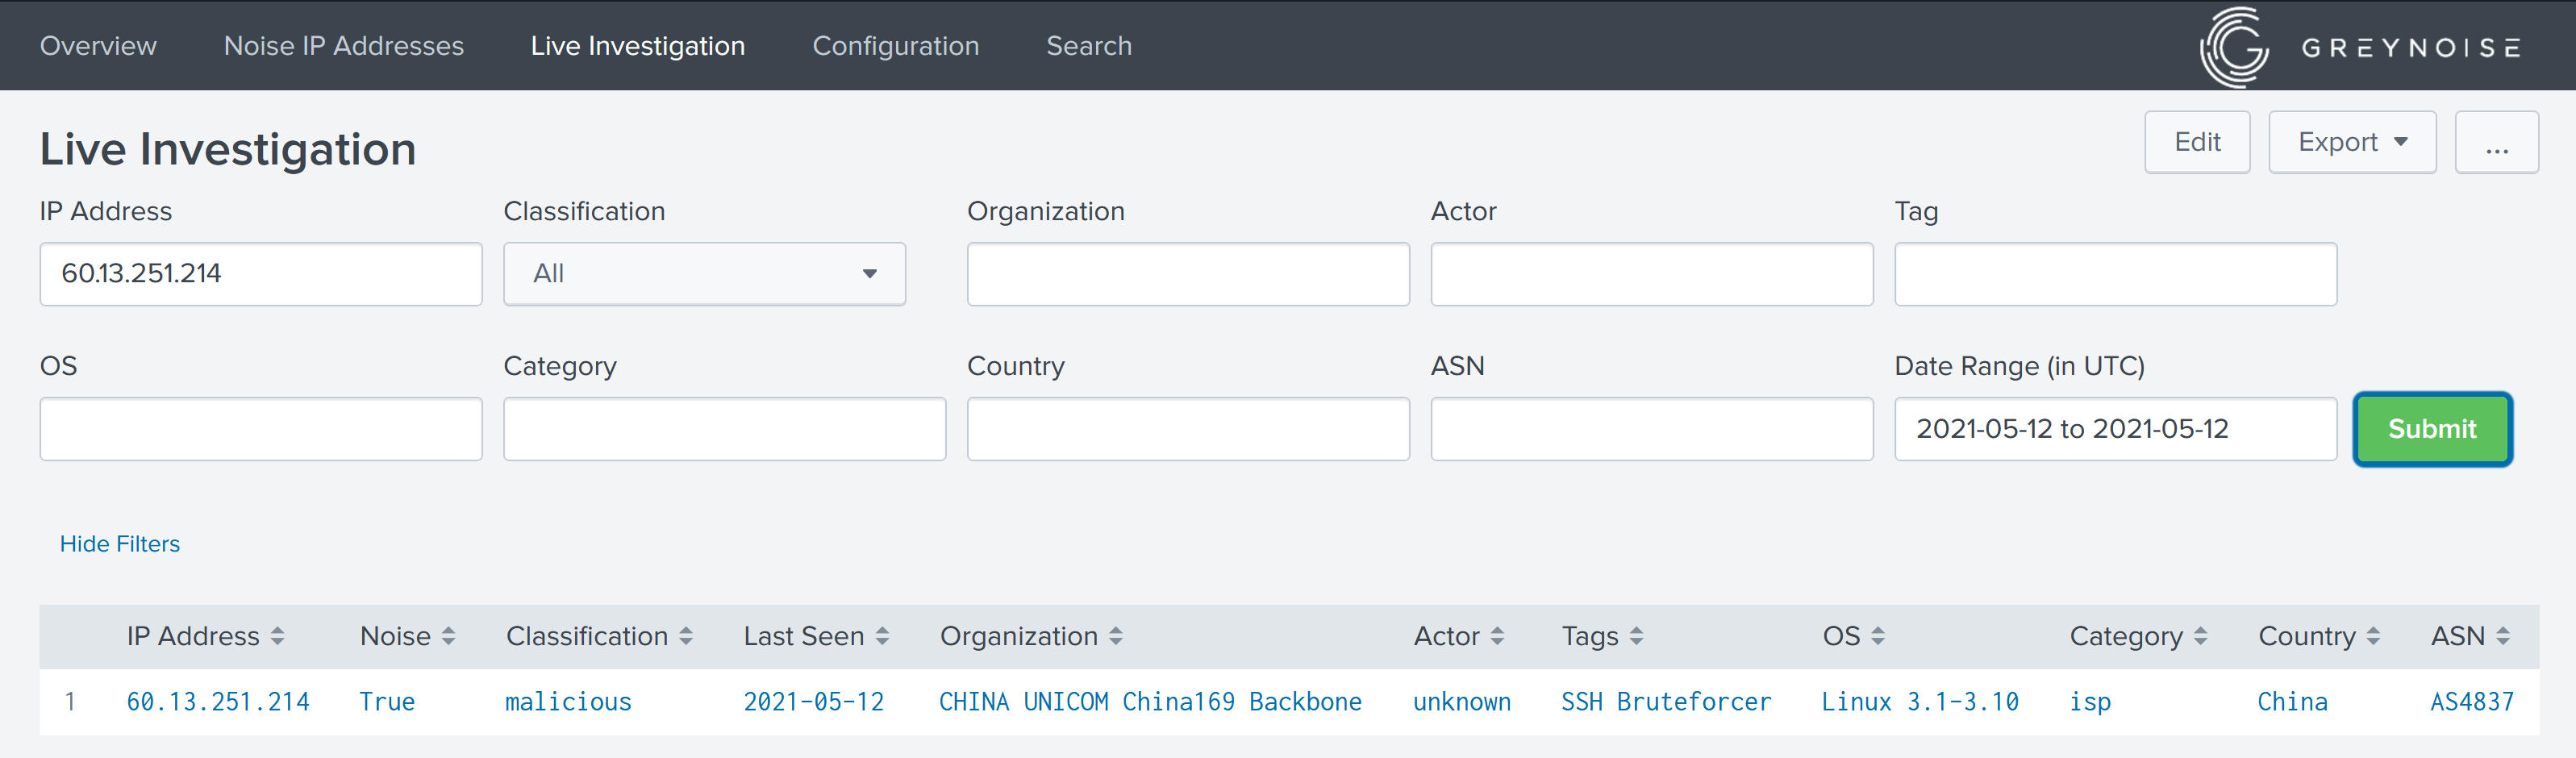 Overview Noise IP Addresses Live Investigation Configuration Search GREYNOISE
Live Investigation Edit Export ...
IP Address Classification Organization Actor Tag
60.13.251.214 All
OS Category Country ASN Date Range (in UTC)
2021-05-12 to 2021-05-12 Submit
Hide Filters
IP Address Noise Classification Last Seen Organization Actor Tags OS Category Country ASN
1 60.13.251.214 True malicious 2021-05-12 CHINA UNICOM China169 Backbone unknown SSH Bruteforcer Linux 3.1-3.10 isp China AS4837